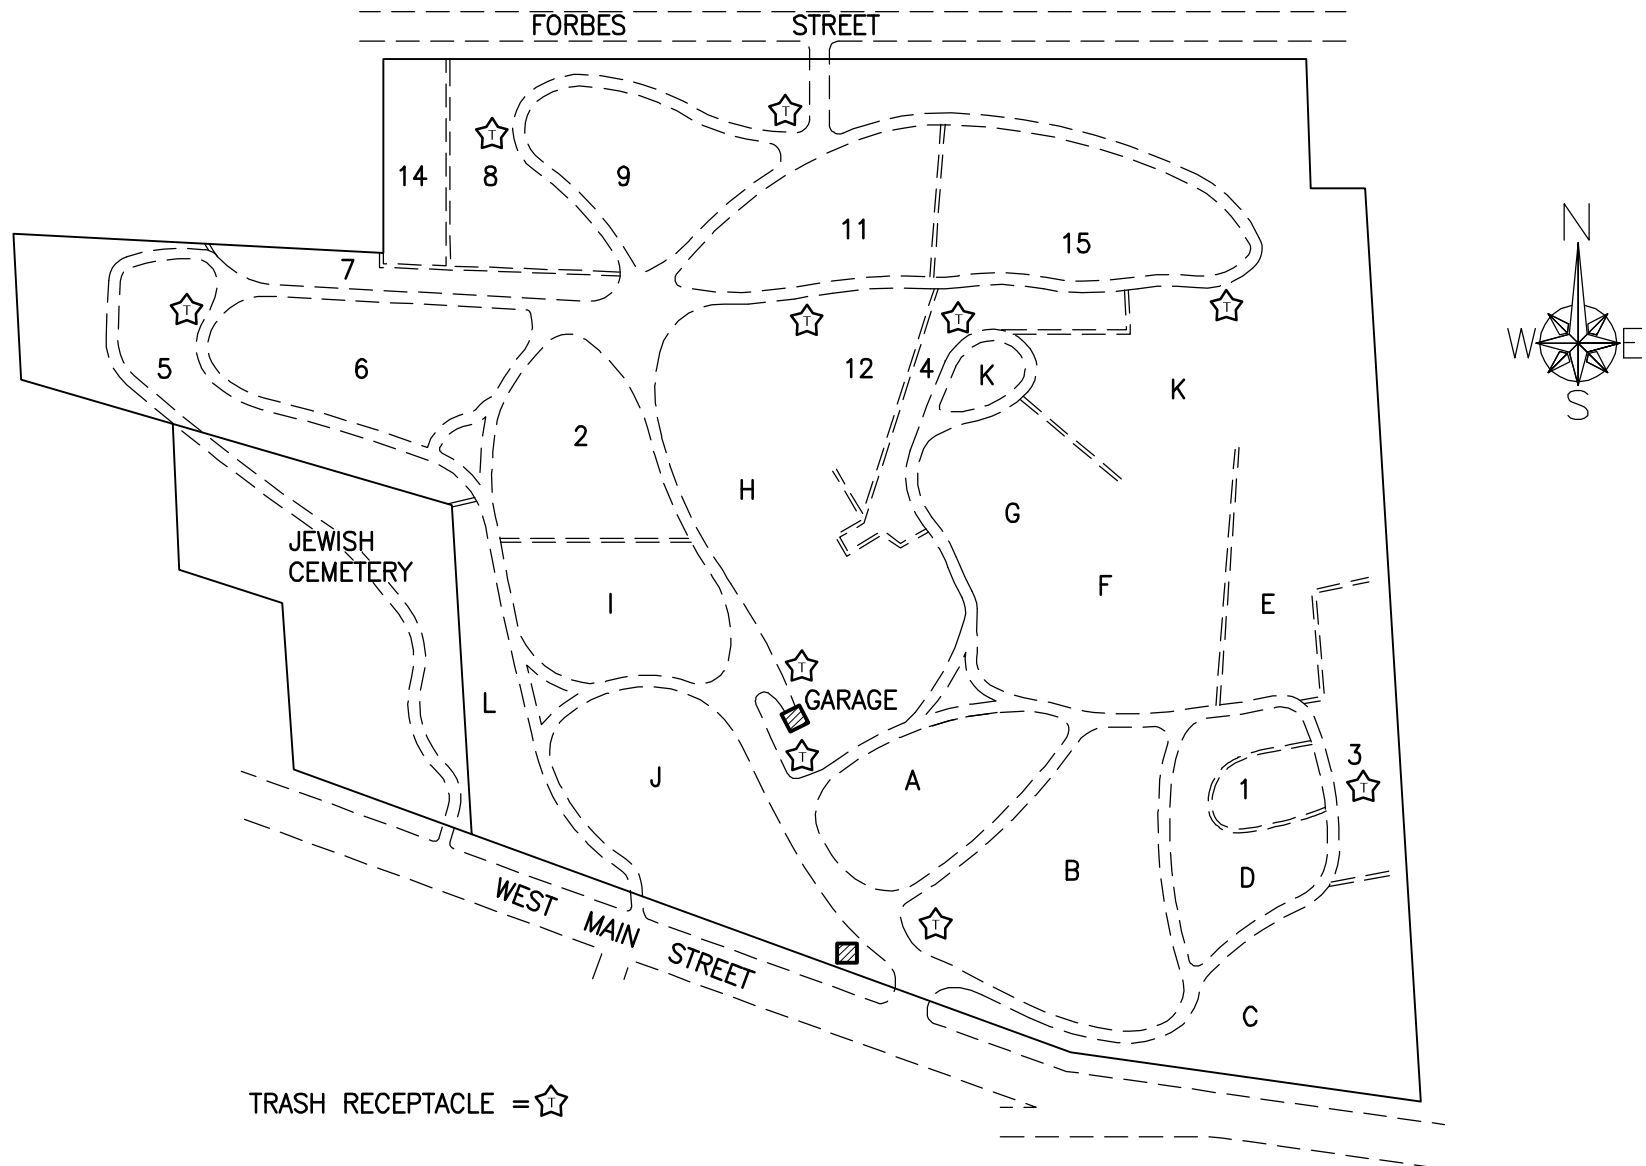 FORBES STREET
T
T
14
8
9
11
15
N
7
T
T
T
T
W
E
5
6
12
4
K
K
S
2
H
G
JEWISH
CEMETERY
F
I
E
T
L
GARAGE
T
3
J
A
1
T
B
D
WEST MAIN STREET
T
C
TRASH RECEPTACLE = T